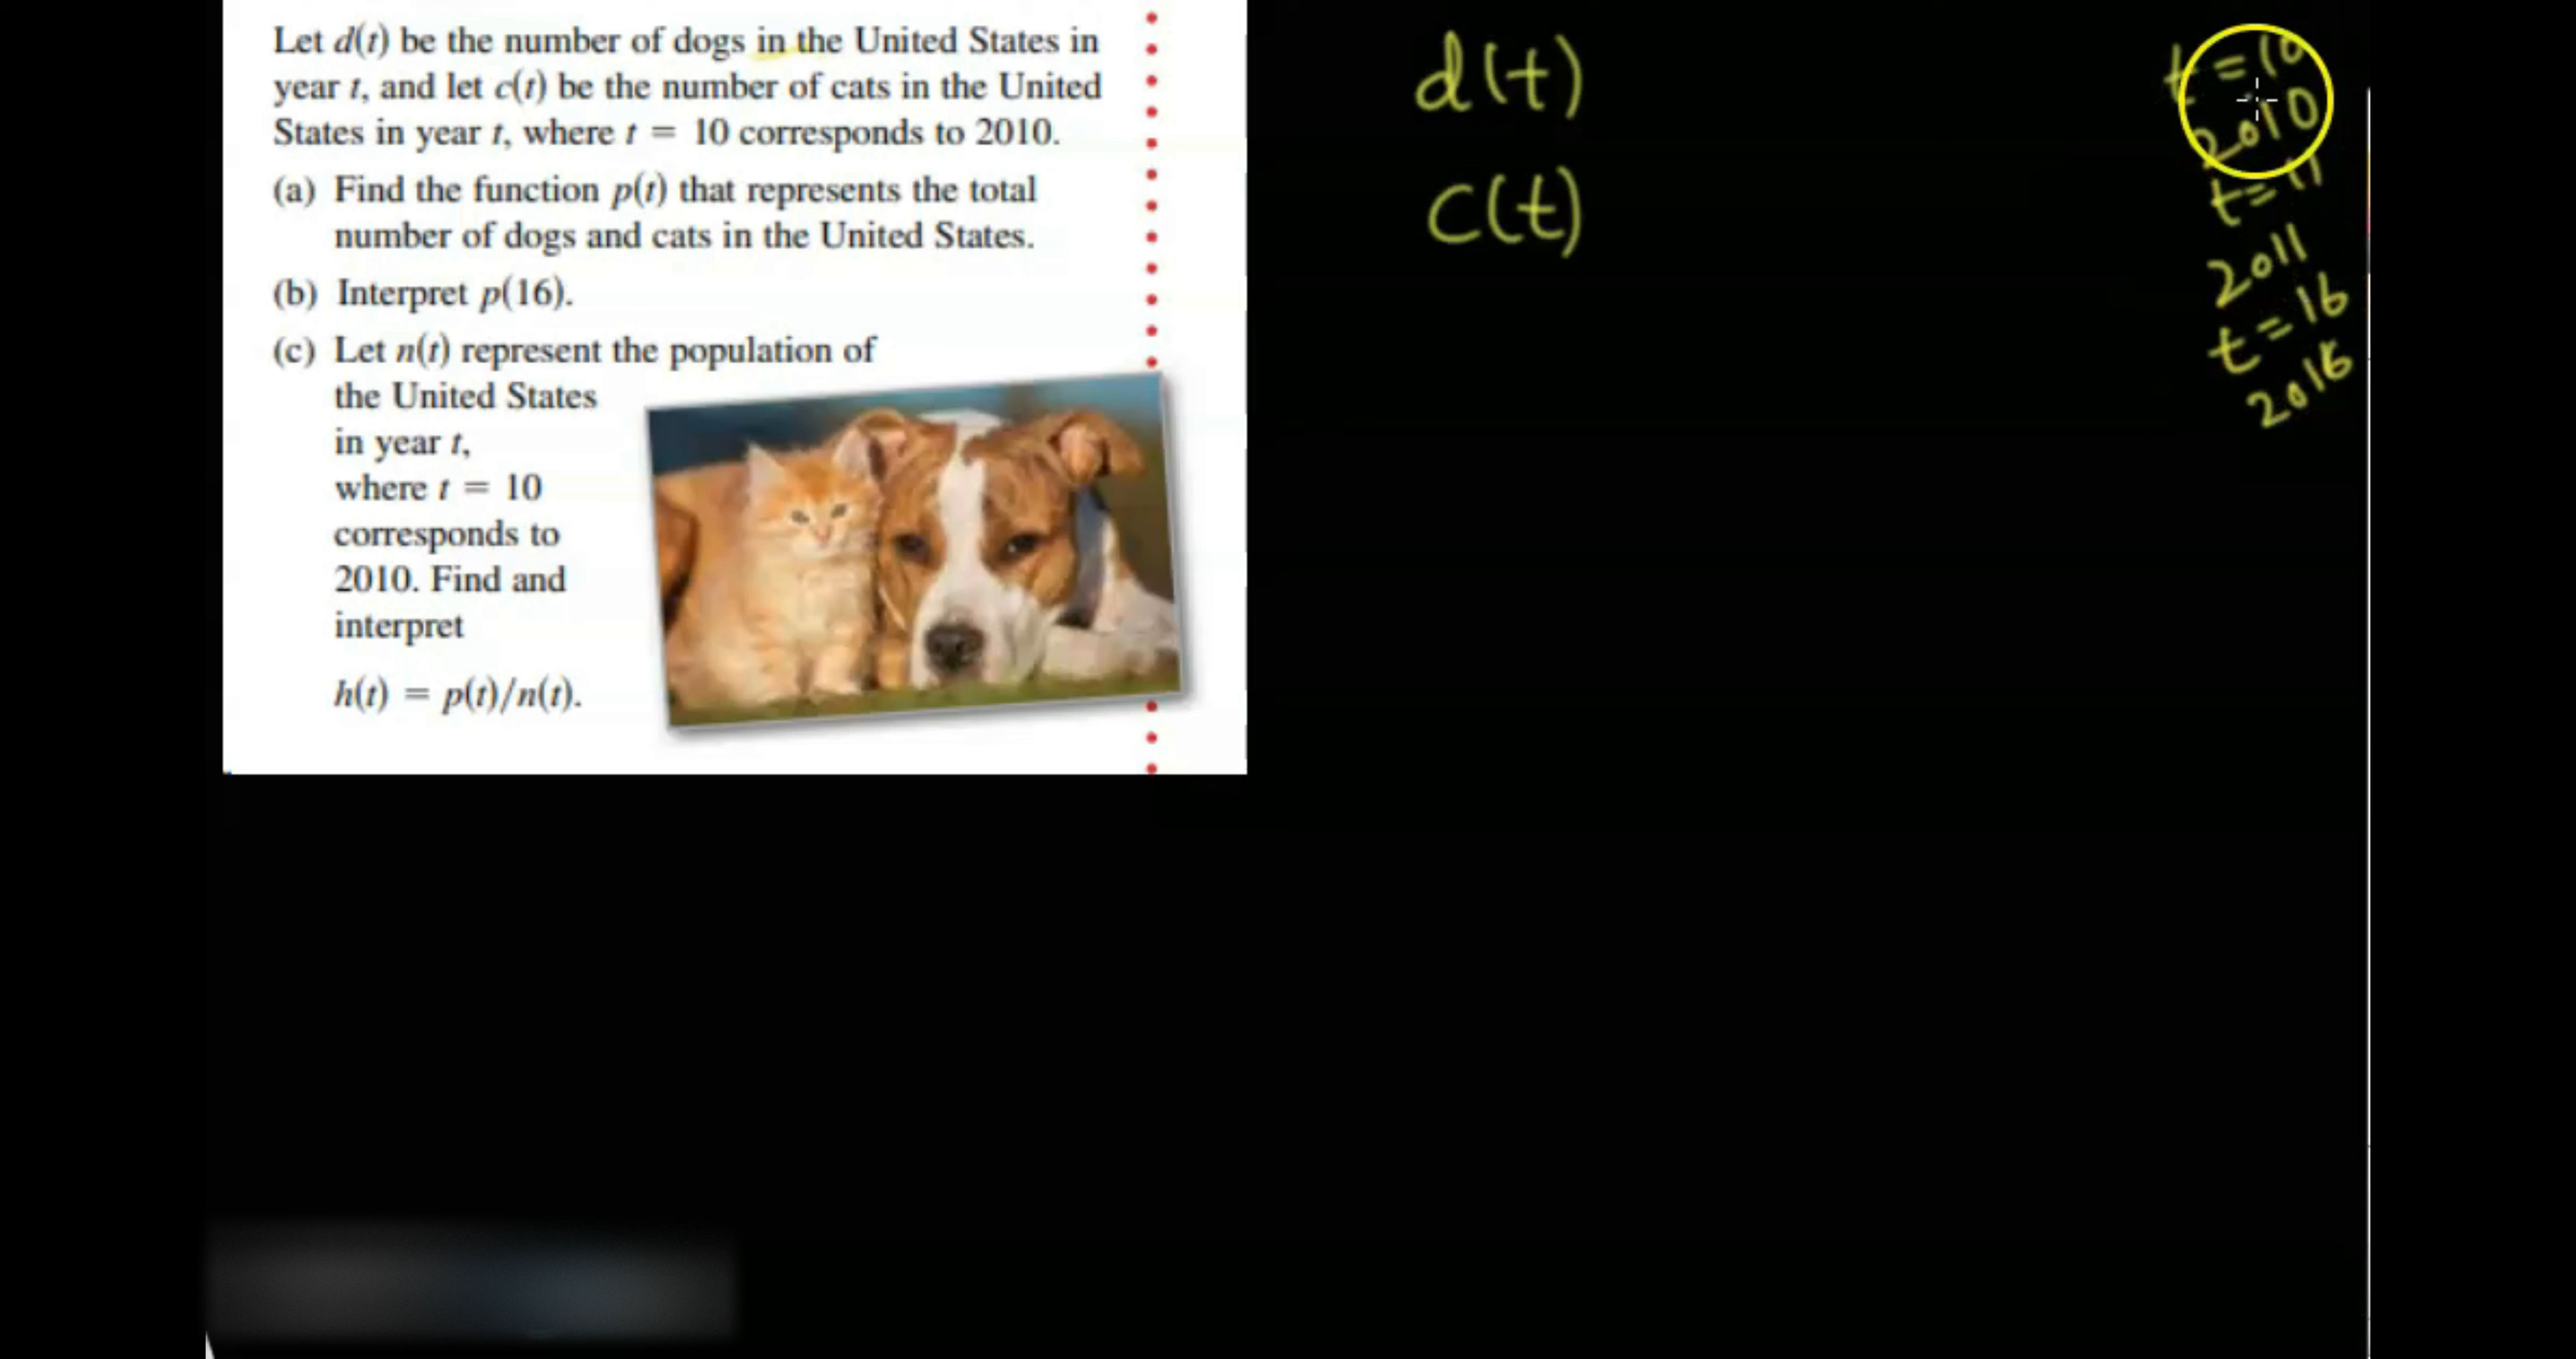 Let d(t) be the number of dogs in the United States in
year t, and let c(t) be the number of cats in the United
States in year t, where t = 10 corresponds to 2010.
(a) Find the function p(t) that represents the total
number of dogs and cats in the United States.
(b) Interpret p(16).
(c) Let n(t) represent the population of
the United States
in year t,
where t = 10
corresponds to
2010. Find and
interpret
h(t) = p(t)/n(t).
d(t)
c(t)
t = 10
2010
t = 11
2011
t = 16
2016